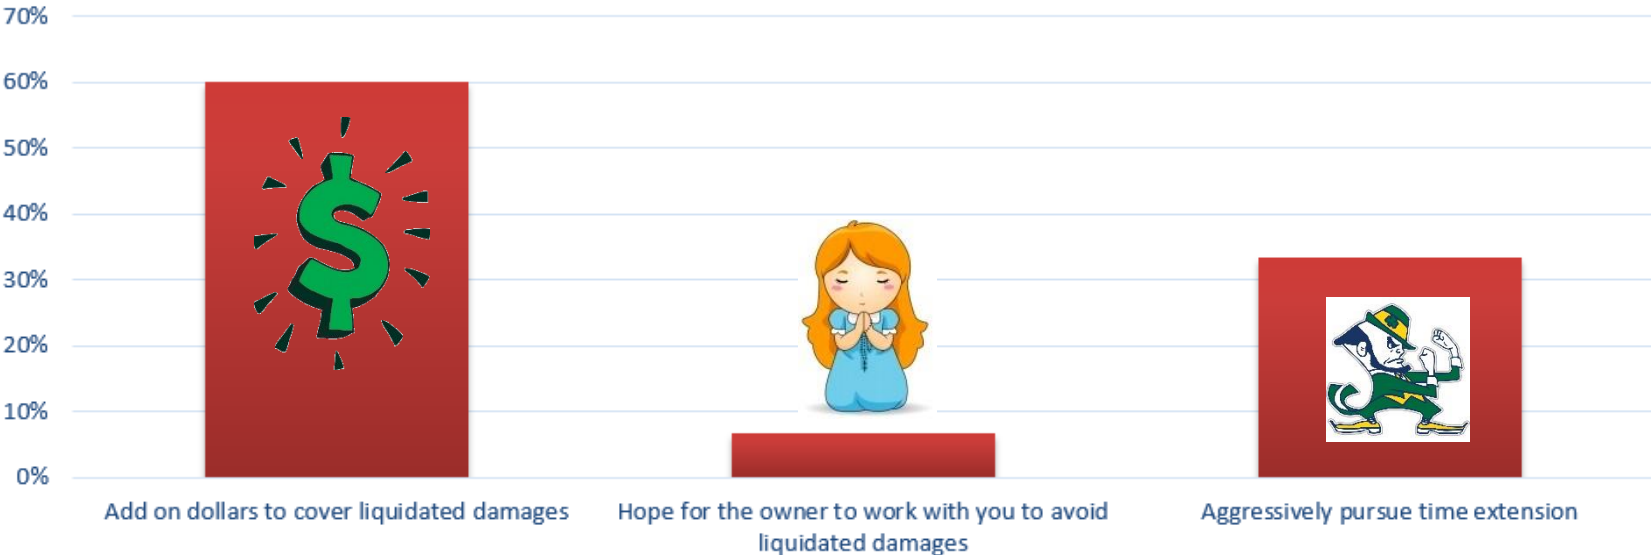 70%
60%
50%
40%
30%
20%
10%
0%
Add on dollars to cover liquidated damages
Hope for the owner to work with you to avoid
liquidated damages
Aggressively pursue time extension